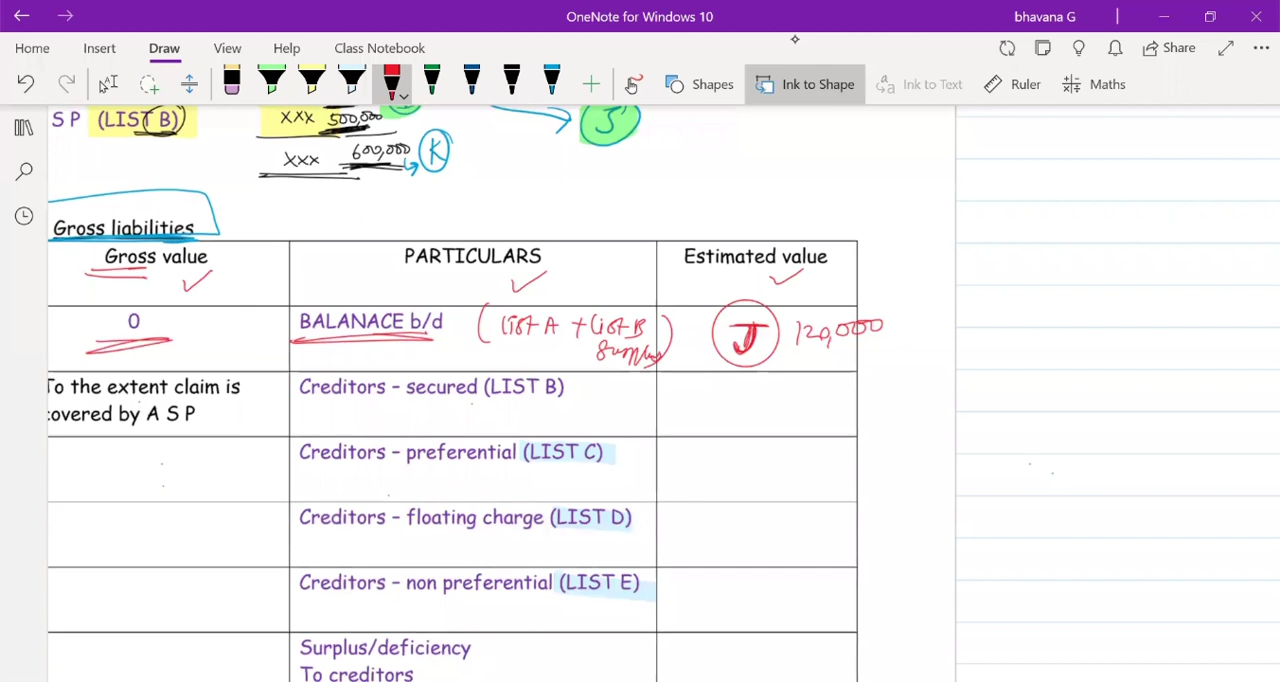 OneNote for Windows 10
bhavana G
Home Insert Draw View Help Class Notebook
Share
Shapes Ink to Shape Ink to Text Ruler Maths
S P (LIST B) XXX 500,000
J
XXX 600,000 K
Gross liabilities
Gross value PARTICULARS Estimated value
0 BALANACE b/d (list A + list B J 120,000
Surplus)
To the extent claim is Creditors – secured (LIST B)
covered by A S P
Creditors – preferential (LIST C)
Creditors – floating charge (LIST D)
Creditors – non preferential (LIST E)
Surplus/deficiency
To creditors